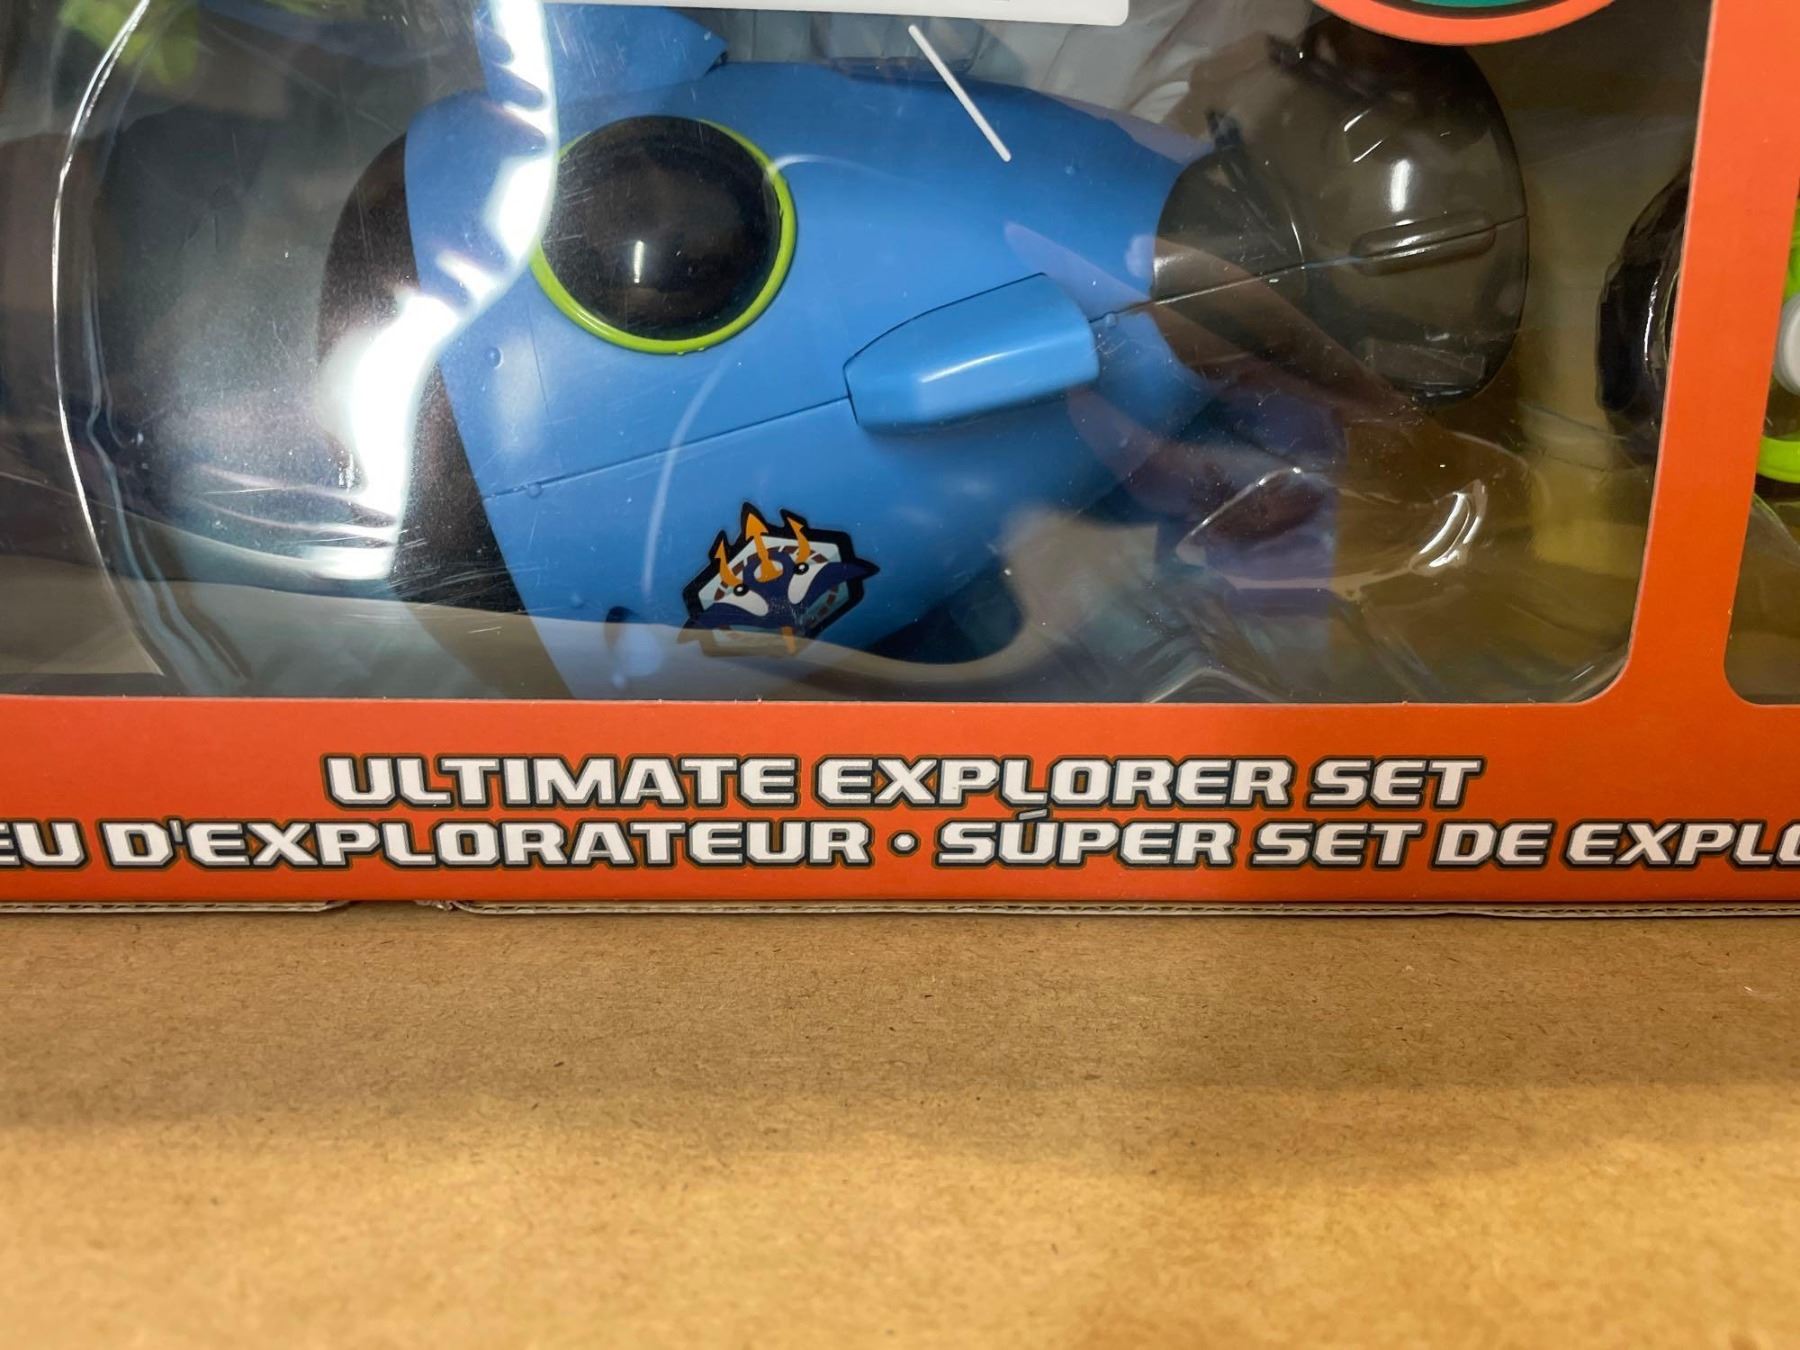 ULTIMATE EXPLORER SET
EU D'EXPLORATEUR • SÚPER SET DE EXPLO